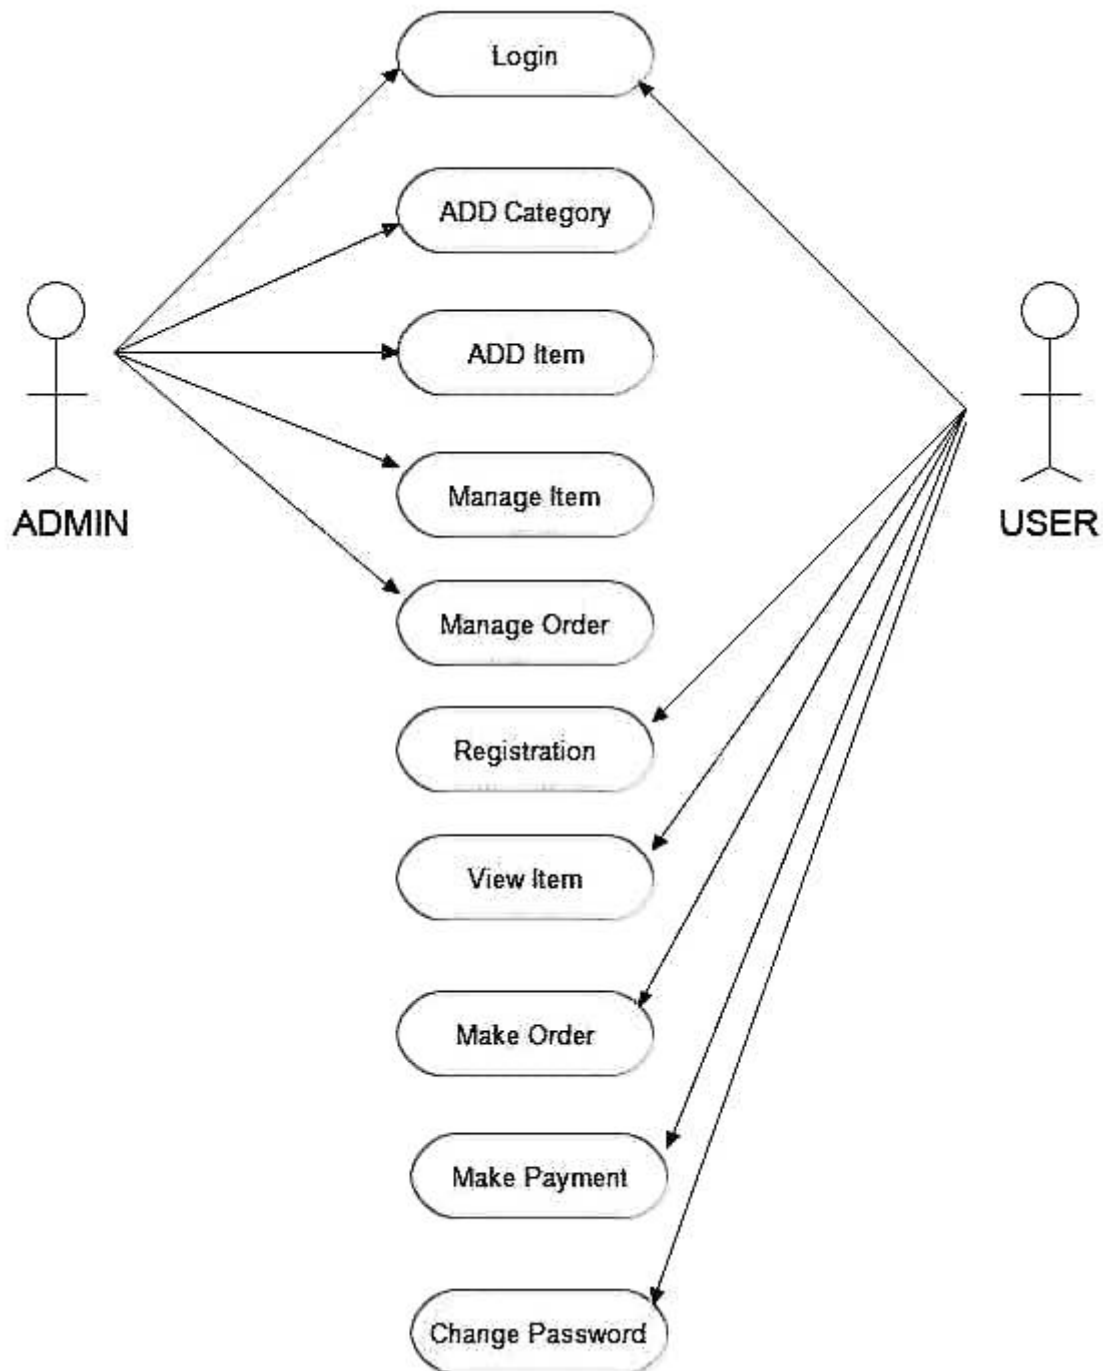 Login
ADD Category
ADD Item
Manage Item
ADMIN
USER
Manage Order
Registration
View Item
Make Order
Make Payment
Change Password